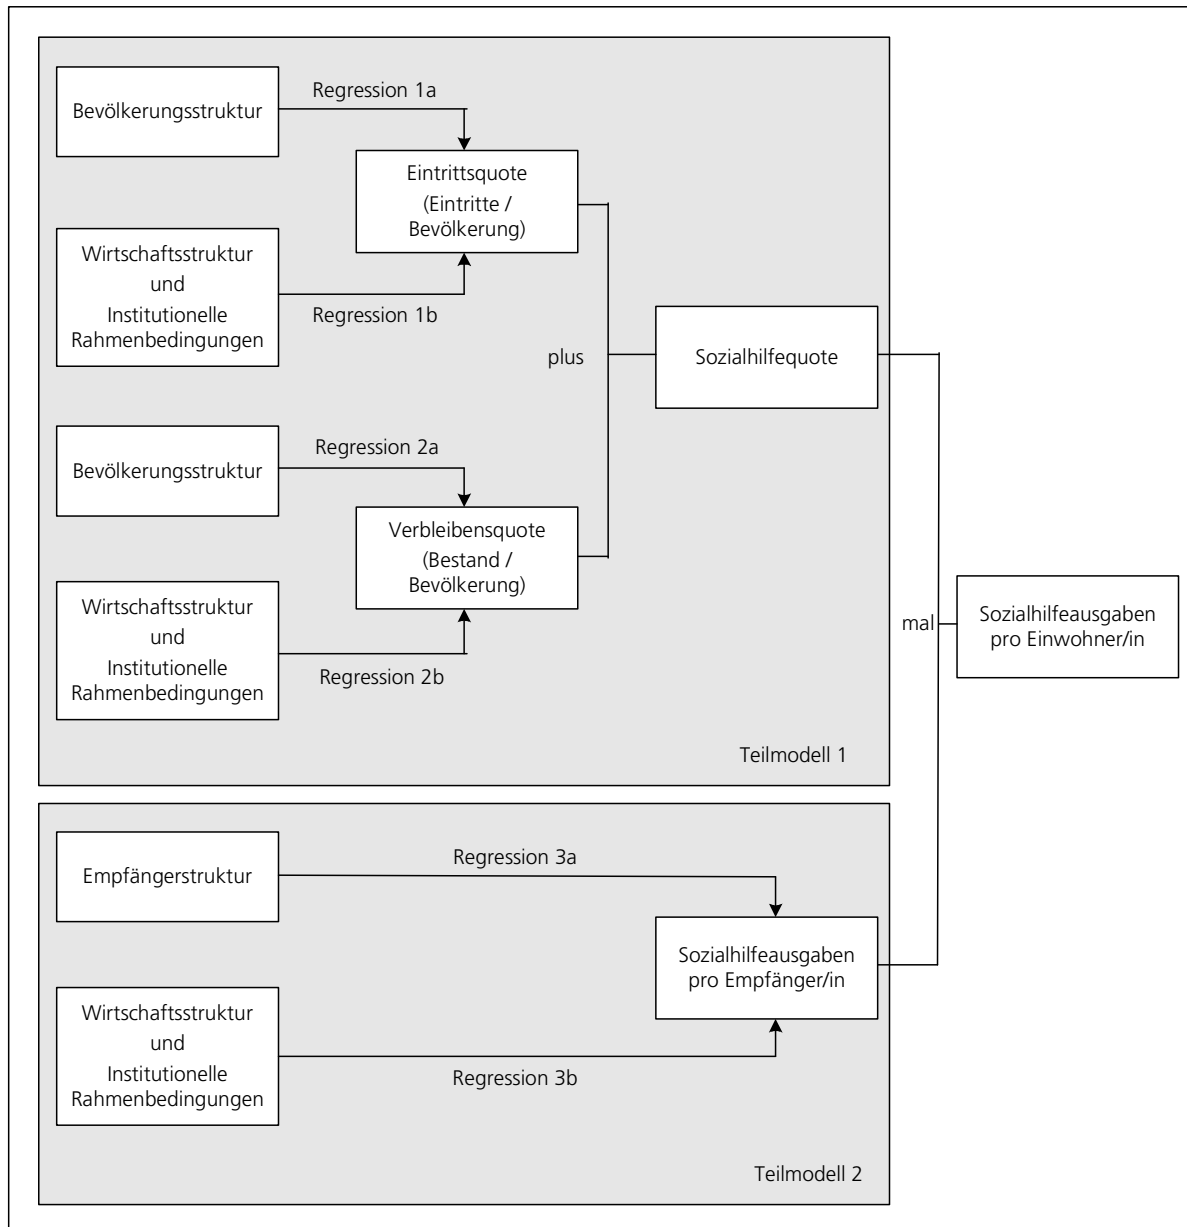 Bevölkerungsstruktur
Regression 1a
Eintrittsquote
(Eintritte /
Bevölkerung)
Wirtschaftsstruktur
und
Institutionelle
Rahmenbedingungen
Regression 1b
plus
Sozialhilfequote
Bevölkerungsstruktur
Regression 2a
Verbleibensquote
(Bestand /
Bevölkerung)
Wirtschaftsstruktur
und
Institutionelle
Rahmenbedingungen
Regression 2b
mal
Sozialhilfeausgaben
pro Einwohner/in
Teilmodell 1
Empfängerstruktur
Regression 3a
Sozialhilfeausgaben
pro Empfänger/in
Wirtschaftsstruktur
und
Institutionelle
Rahmenbedingungen
Regression 3b
Teilmodell 2